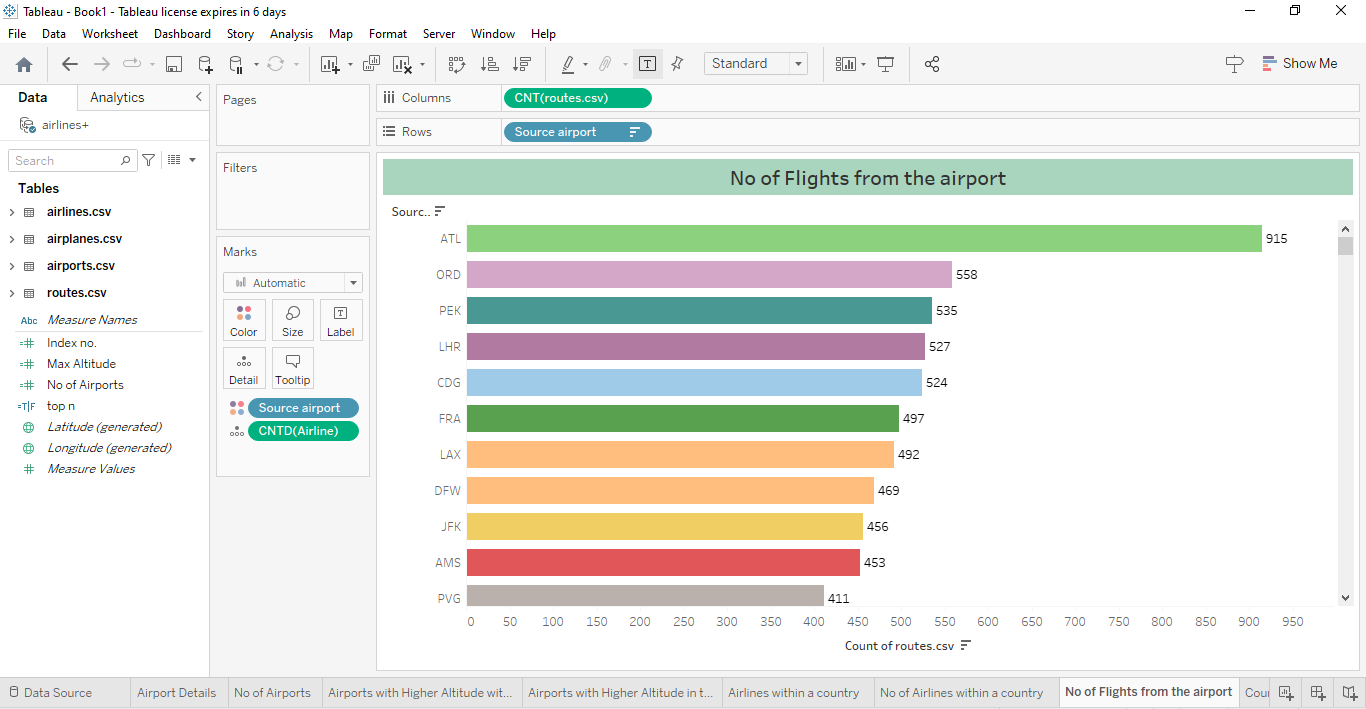 Tableau - Book1 - Tableau license expires in 6 days
File Data Worksheet Dashboard Story Analysis Map Format Server Window Help
Standard
Show Me
Data Analytics
airlines+
Search
Tables
airlines.csv
airplanes.csv
airports.csv
routes.csv
Abc Measure Names
Index no.
Max Altitude
No of Airports
=T|F top n
Latitude (generated)
Longitude (generated)
Measure Values
Pages
Filters
Marks
Automatic
Color Size T Label
Detail Tooltip
Source airport
CNTD(Airline)
Columns CNT(routes.csv)
Rows Source airport
No of Flights from the airport
Sourc..
ATL 915
ORD 558
PEK 535
LHR 527
CDG 524
FRA 497
LAX 492
DFW 469
JFK 456
AMS 453
PVG 411
0 50 100 150 200 250 300 350 400 450 500 550 600 650 700 750 800 850 900 950
Count of routes.csv
Data Source Airport Details No of Airports Airports with Higher Altitude wit... Airports with Higher Altitude in t... Airlines within a country No of Airlines within a country No of Flights from the airport Cour